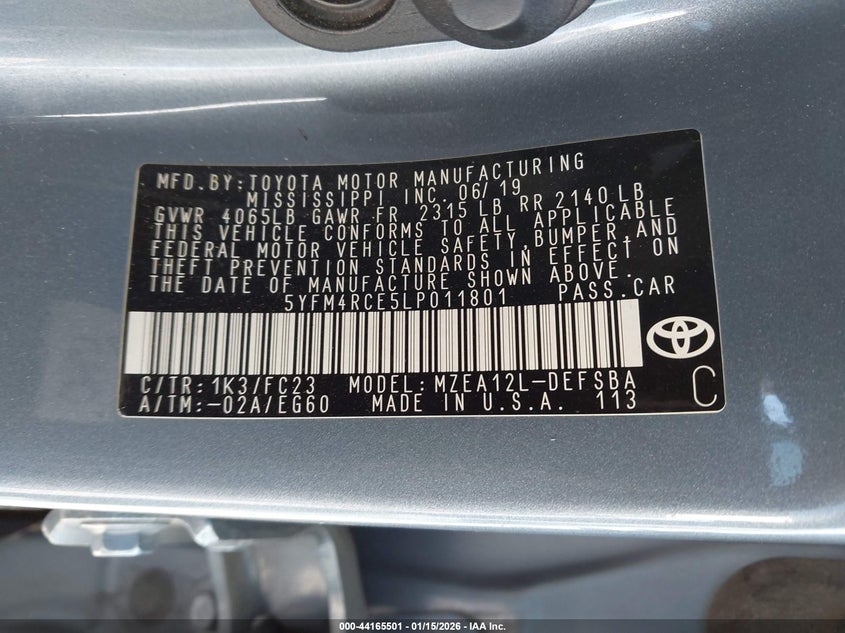 MFD.BY:TOYOTA MOTOR MANUFACTURING
MISSISSIPPI INC. 06/19
GVWR 4065LB GAWR FR 2315 LB RR 2140 LB
THIS VEHICLE CONFORMS TO ALL APPLICABLE
FEDERAL MOTOR VEHICLE SAFETY,BUMPER,AND
THEFT PREVENTION STANDARDS IN EFFECT ON
THE DATE OF MANUFACTURE SHOWN ABOVE.
5YFM4RCE5LP011801 PASS.CAR
C/TR: 1K3/FC23 MODEL: MZEA12L-DEFSBA
A/TM:-02A/EG60 MADE IN U.S.A. 113
C
000-44165501 - 01/15/2026 - IAA Inc.